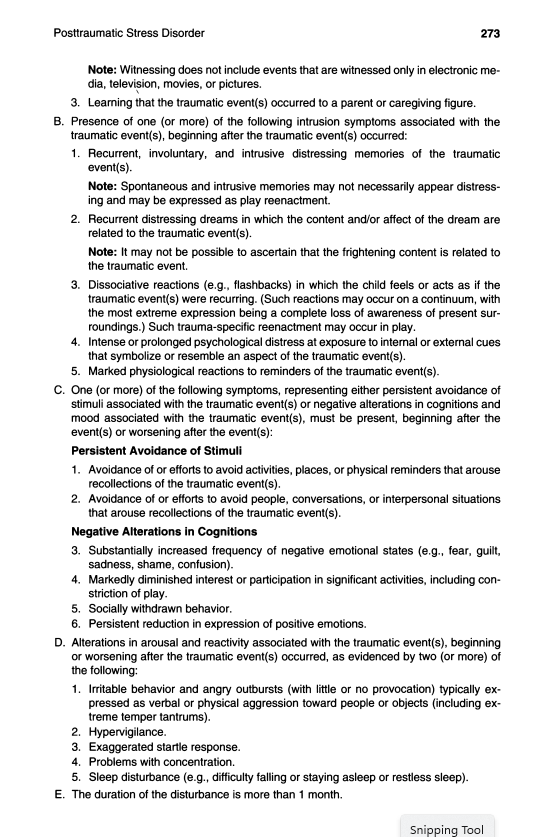 Posttraumatic Stress Disorder 273
Note: Witnessing does not include events that are witnessed only in electronic me-
dia, television, movies, or pictures.
3. Learning that the traumatic event(s) occurred to a parent or caregiving figure.
B. Presence of one (or more) of the following intrusion symptoms associated with the
traumatic event(s), beginning after the traumatic event(s) occurred:
1. Recurrent, involuntary, and intrusive distressing memories of the traumatic
event(s).
Note: Spontaneous and intrusive memories may not necessarily appear distress-
ing and may be expressed as play reenactment.
2. Recurrent distressing dreams in which the content and/or affect of the dream are
related to the traumatic event(s).
Note: It may not be possible to ascertain that the frightening content is related to
the traumatic event.
3. Dissociative reactions (e.g., flashbacks) in which the child feels or acts as if the
traumatic event(s) were recurring. (Such reactions may occur on a continuum, with
the most extreme expression being a complete loss of awareness of present sur-
roundings.) Such trauma-specific reenactment may occur in play.
4. Intense or prolonged psychological distress at exposure to internal or external cues
that symbolize or resemble an aspect of the traumatic event(s).
5. Marked physiological reactions to reminders of the traumatic event(s).
C. One (or more) of the following symptoms, representing either persistent avoidance of
stimuli associated with the traumatic event(s) or negative alterations in cognitions and
mood associated with the traumatic event(s), must be present, beginning after the
event(s) or worsening after the event(s):
Persistent Avoidance of Stimuli
1. Avoidance of or efforts to avoid activities, places, or physical reminders that arouse
recollections of the traumatic event(s).
2. Avoidance of or efforts to avoid people, conversations, or interpersonal situations
that arouse recollections of the traumatic event(s).
Negative Alterations in Cognitions
3. Substantially increased frequency of negative emotional states (e.g., fear, guilt,
sadness, shame, confusion).
4. Markedly diminished interest or participation in significant activities, including con-
striction of play.
5. Socially withdrawn behavior.
6. Persistent reduction in expression of positive emotions.
D. Alterations in arousal and reactivity associated with the traumatic event(s), beginning
or worsening after the traumatic event(s) occurred, as evidenced by two (or more) of
the following:
1. Irritable behavior and angry outbursts (with little or no provocation) typically ex-
pressed as verbal or physical aggression toward people or objects (including ex-
treme temper tantrums).
2. Hypervigilance.
3. Exaggerated startle response.
4. Problems with concentration.
5. Sleep disturbance (e.g., difficulty falling or staying asleep or restless sleep).
E. The duration of the disturbance is more than 1 month.
Snipping Tool